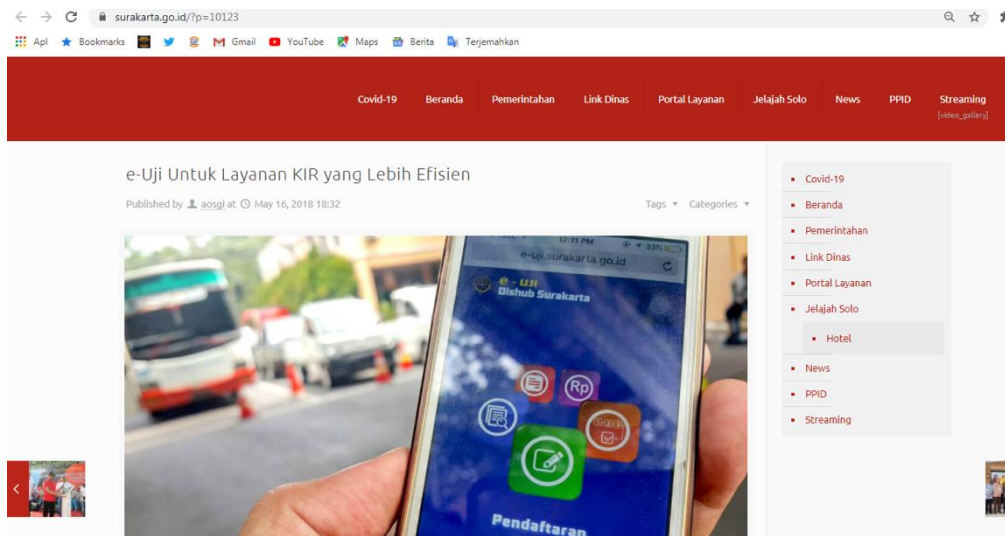 surakarta.go.id/?p=10123
Apl Bookmarks Gmail YouTube Maps Berita Terjemahkan
Covid-19 Beranda Pemerintahan Link Dinas Portal Layanan Jelajah Solo News PPID Streaming
[video_gallery]
e-Uji Untuk Layanan KIR yang Lebih Efisien
Published by aosgi at May 16, 2018 18:32
Tags Categories
12:11 PM 33%
e-uji.surakarta.go.id
e - uji
Dishub Surakarta
Rp
Pendaftaran
Covid-19
Beranda
Pemerintahan
Link Dinas
Portal Layanan
Jelajah Solo
Hotel
News
PPID
Streaming